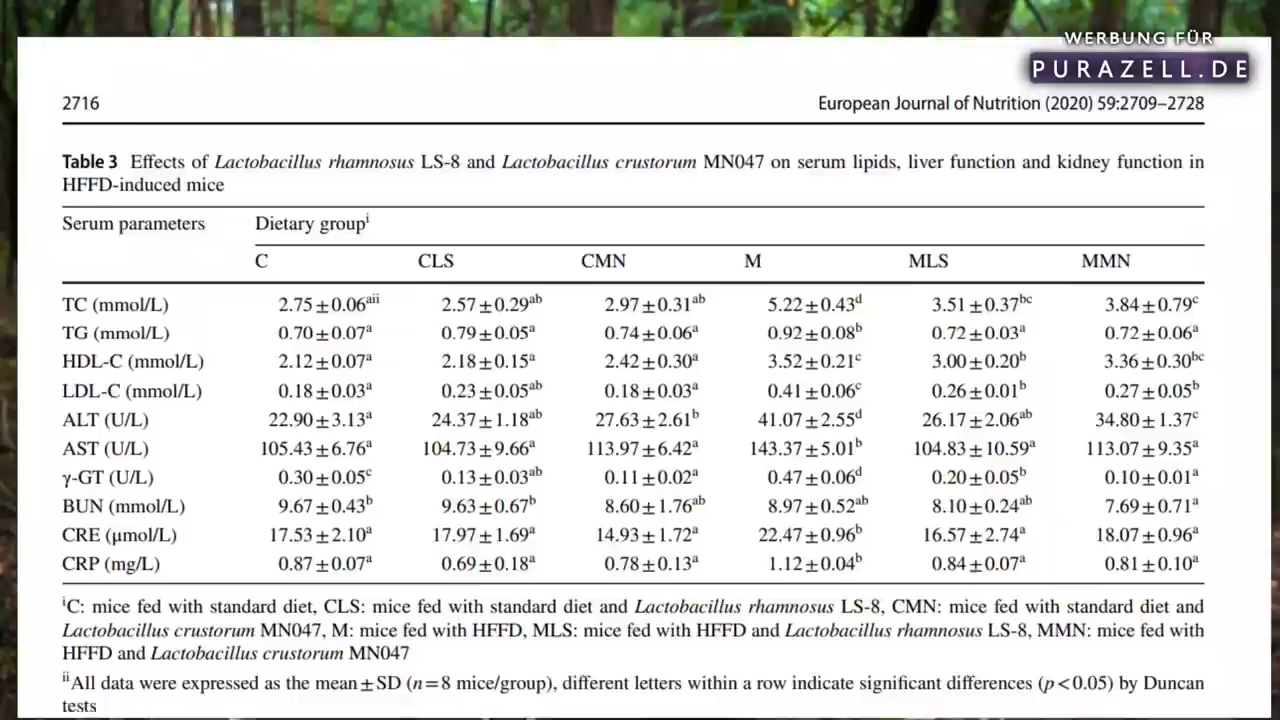 WERBUNG FÜR
PURAZELL.DE
2716 European Journal of Nutrition (2020) 59:2709–2728
Table 3 Effects of Lactobacillus rhamnosus LS-8 and Lactobacillus crustorum MN047 on serum lipids, liver function and kidney function in
HFFD-induced mice
Serum parameters Dietary groupⁱ
C CLS CMN M MLS MMN
TC (mmol/L) 2.75±0.06ᵃⁱⁱ 2.57±0.29ᵃᵇ 2.97±0.31ᵃᵇ 5.22±0.43ᵈ 3.51±0.37ᵇᶜ 3.84±0.79ᶜ
TG (mmol/L) 0.70±0.07ᵃ 0.79±0.05ᵃ 0.74±0.06ᵃ 0.92±0.08ᵇ 0.72±0.03ᵃ 0.72±0.06ᵃ
HDL-C (mmol/L) 2.12±0.07ᵃ 2.18±0.15ᵃ 2.42±0.30ᵃ 3.52±0.21ᶜ 3.00±0.20ᵇ 3.36±0.30ᵇᶜ
LDL-C (mmol/L) 0.18±0.03ᵃ 0.23±0.05ᵃᵇ 0.18±0.03ᵃ 0.41±0.06ᶜ 0.26±0.01ᵇ 0.27±0.05ᵇ
ALT (U/L) 22.90±3.13ᵃ 24.37±1.18ᵃᵇ 27.63±2.61ᵇ 41.07±2.55ᵈ 26.17±2.06ᵃᵇ 34.80±1.37ᶜ
AST (U/L) 105.43±6.76ᵃ 104.73±9.66ᵃ 113.97±6.42ᵃ 143.37±5.01ᵇ 104.83±10.59ᵃ 113.07±9.35ᵃ
γ-GT (U/L) 0.30±0.05ᶜ 0.13±0.03ᵃᵇ 0.11±0.02ᵃ 0.47±0.06ᵈ 0.20±0.05ᵇ 0.10±0.01ᵃ
BUN (mmol/L) 9.67±0.43ᵇ 9.63±0.67ᵇ 8.60±1.76ᵃᵇ 8.97±0.52ᵃᵇ 8.10±0.24ᵃᵇ 7.69±0.71ᵃ
CRE (μmol/L) 17.53±2.10ᵃ 17.97±1.69ᵃ 14.93±1.72ᵃ 22.47±0.96ᵇ 16.57±2.74ᵃ 18.07±0.96ᵃ
CRP (mg/L) 0.87±0.07ᵃ 0.69±0.18ᵃ 0.78±0.13ᵃ 1.12±0.04ᵇ 0.84±0.07ᵃ 0.81±0.10ᵃ
ⁱC: mice fed with standard diet, CLS: mice fed with standard diet and Lactobacillus rhamnosus LS-8, CMN: mice fed with standard diet and
Lactobacillus crustorum MN047, M: mice fed with HFFD, MLS: mice fed with HFFD and Lactobacillus rhamnosus LS-8, MMN: mice fed with
HFFD and Lactobacillus crustorum MN047
ⁱⁱAll data were expressed as the mean±SD (n=8 mice/group), different letters within a row indicate significant differences (p<0.05) by Duncan
tests